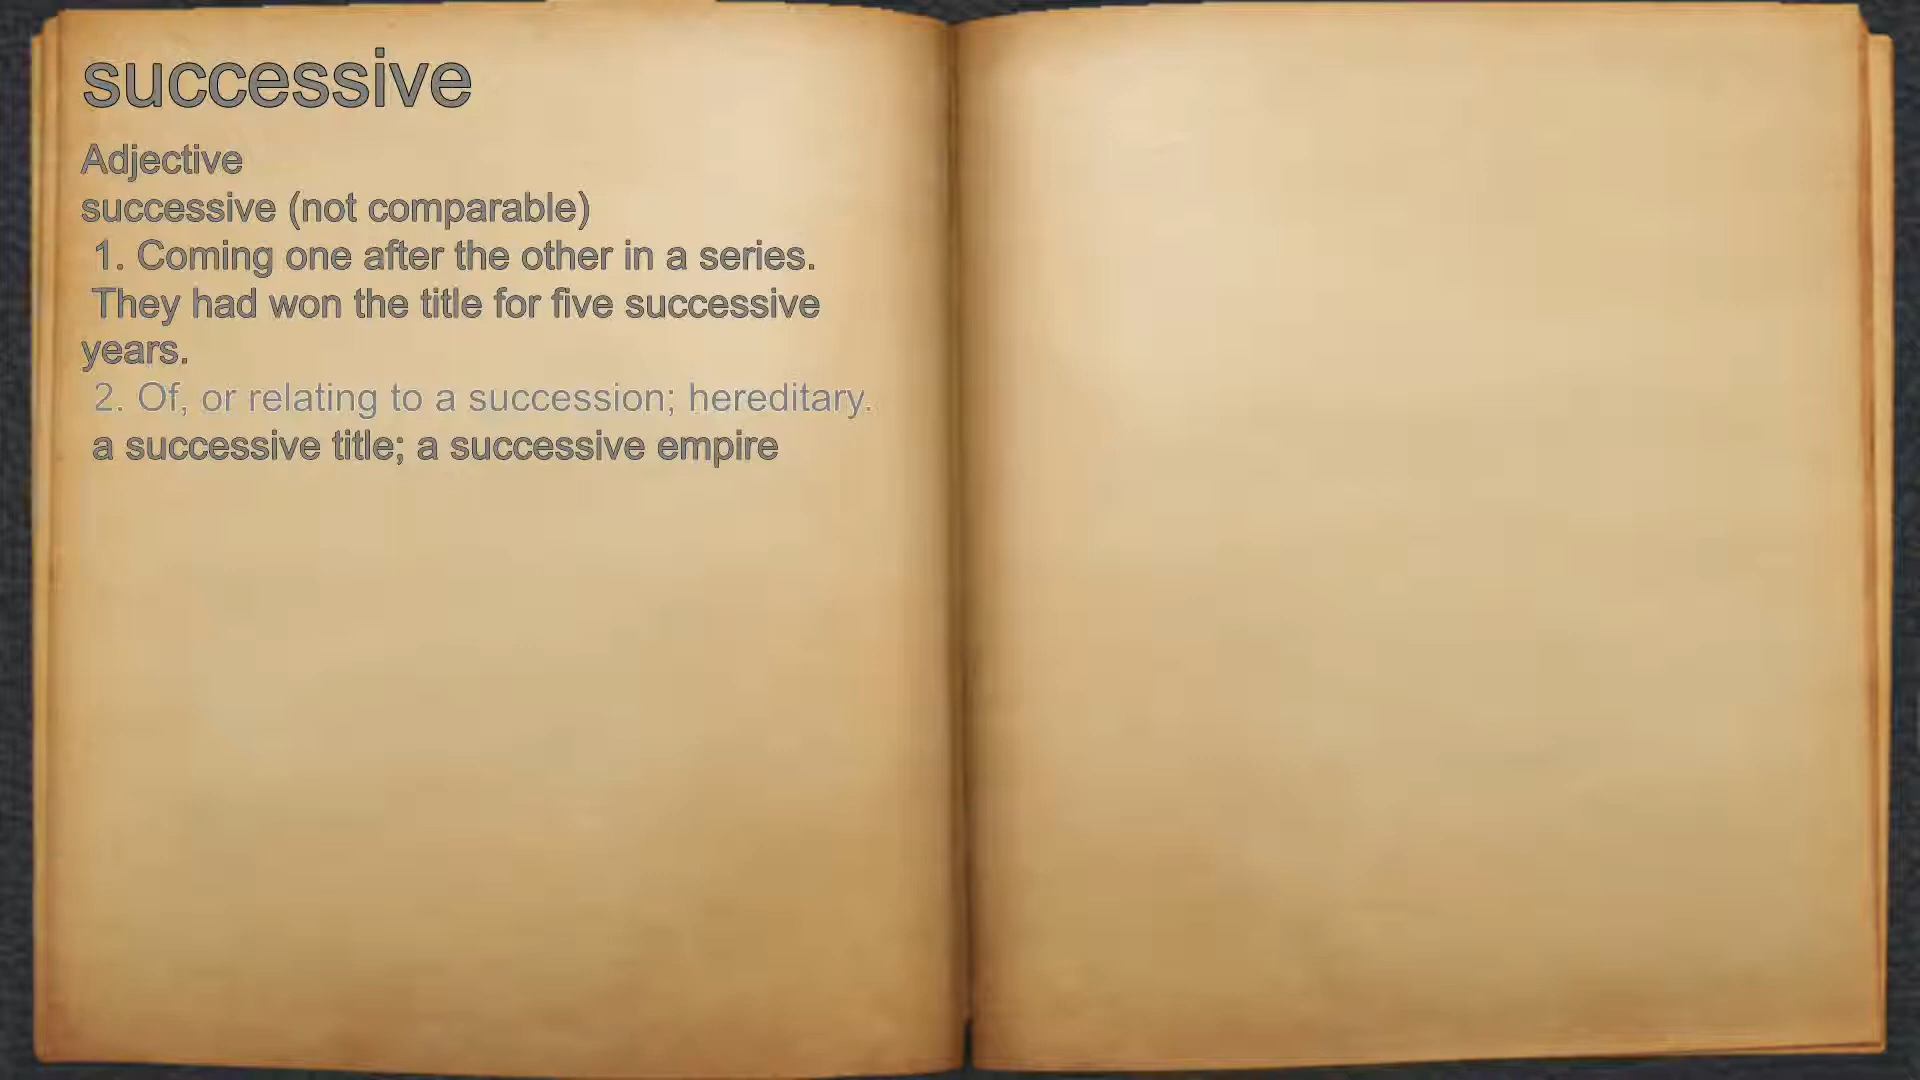 successive
Adjective
successive (not comparable)
1. Coming one after the other in a series.
They had won the title for five successive
years.
2. Of, or relating to a succession; hereditary.
a successive title; a successive empire